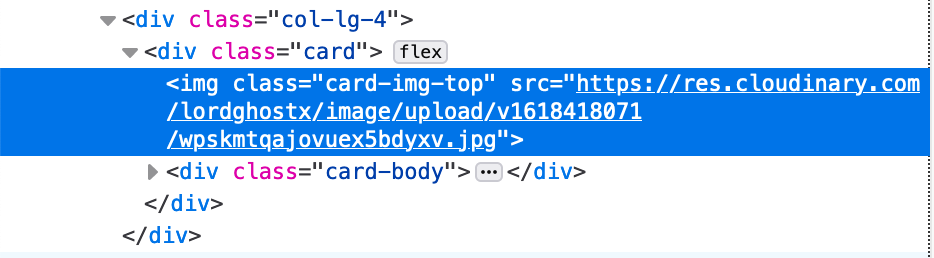 <div class="col-lg-4">
<div class="card"> flex
<img class="card-img-top" src="https://res.cloudinary.com
/lordghostx/image/upload/v1618418071
/wpskmtqajovuex5bdyxv.jpg">
<div class="card-body"> ••• </div>
</div>
</div>